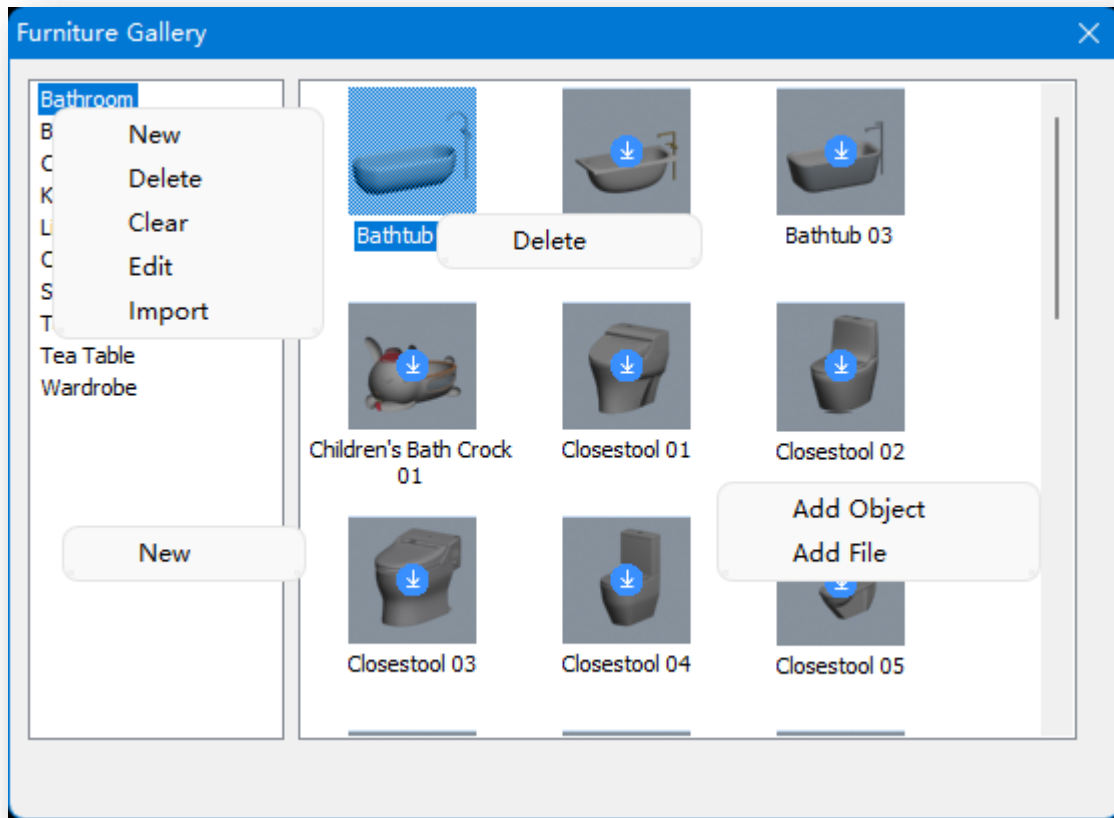 Furniture Gallery
Bathroom
New
Delete
Clear
Edit
Import
Tea Table
Wardrobe
New
Bathtub
Delete
Bathtub 03
Children's Bath Crock
01
Closestool 01
Closestool 02
Add Object
Add File
Closestool 03
Closestool 04
Closestool 05